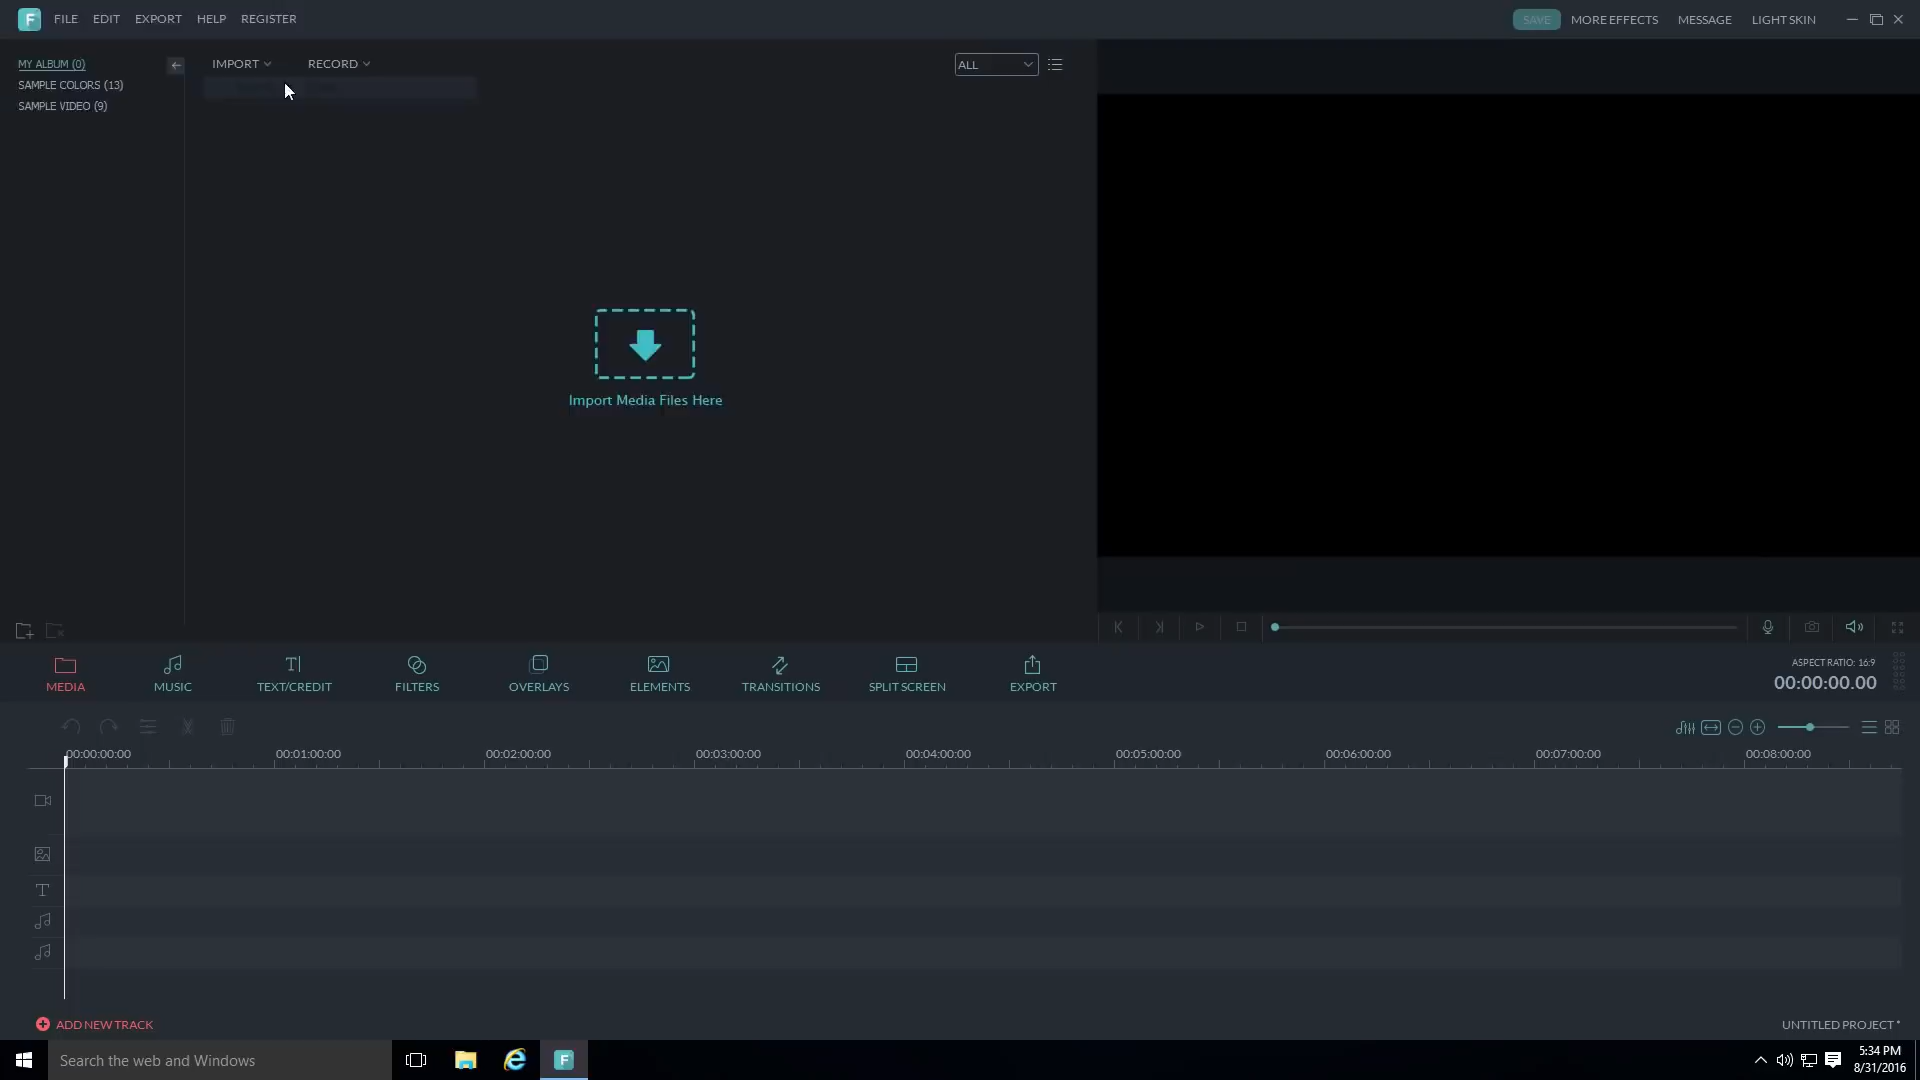 F FILE EDIT EXPORT HELP REGISTER SAVE MORE EFFECTS MESSAGE LIGHT SKIN
MY ALBUM (0) IMPORT RECORD ALL
SAMPLE COLORS (13)
SAMPLE VIDEO (9)
Import Media Files Here
MEDIA MUSIC TEXT/CREDIT FILTERS OVERLAYS ELEMENTS TRANSITIONS SPLIT SCREEN EXPORT
ASPECT RATIO: 16:9
00:00:00.00
00:00:00:00 00:01:00:00 00:02:00:00 00:03:00:00 00:04:00:00 00:05:00:00 00:06:00:00 00:07:00:00 00:08:00:00
ADD NEW TRACK UNTITLED PROJECT *
Search the web and Windows F 5:34 PM
8/31/2016